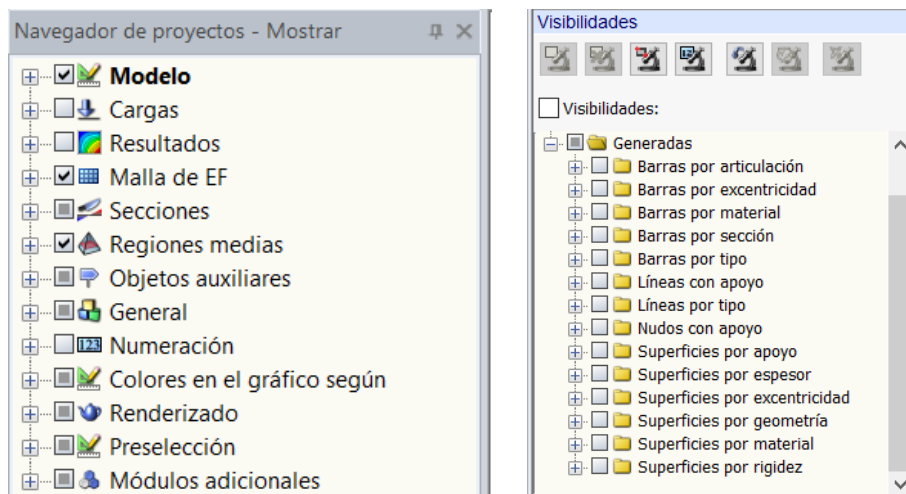 Navegador de proyectos - Mostrar
Modelo
Cargas
Resultados
Malla de EF
Secciones
Regiones medias
Objetos auxiliares
General
123 Numeración
Colores en el gráfico según
Renderizado
Preselección
Módulos adicionales
Visibilidades
Visibilidades:
Generadas
Barras por articulación
Barras por excentricidad
Barras por material
Barras por sección
Barras por tipo
Líneas con apoyo
Líneas por tipo
Nudos con apoyo
Superficies por apoyo
Superficies por espesor
Superficies por excentricidad
Superficies por geometría
Superficies por material
Superficies por rigidez